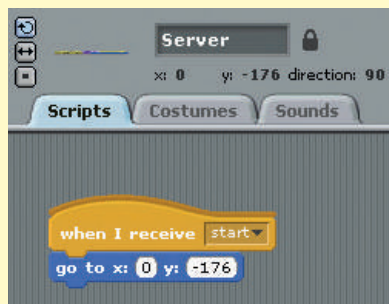 Server
x: 0 y: -176 direction: 90
Scripts Costumes Sounds
when I receive start
go to x: 0 y: -176